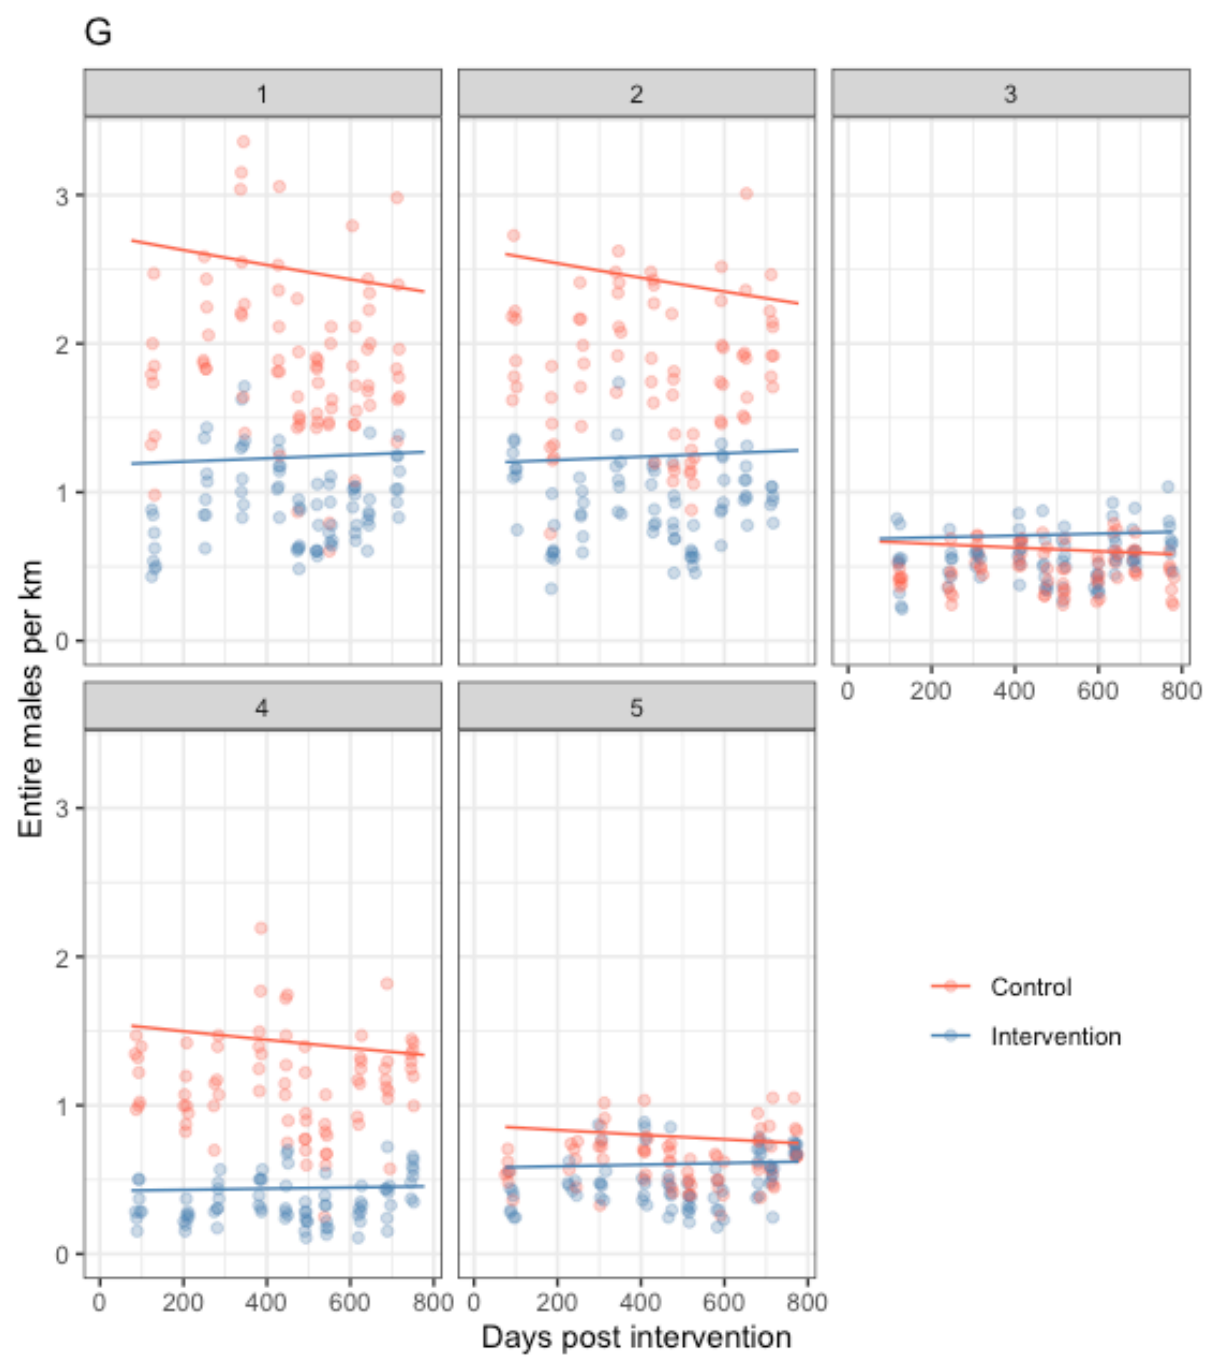 G
1 2 3
3
2
1
0
0 200 400 600 800
4 5
3
2
1
0
0 200 400 600 800 0 200 400 600 800
Entire males per km
Days post intervention
Control
Intervention